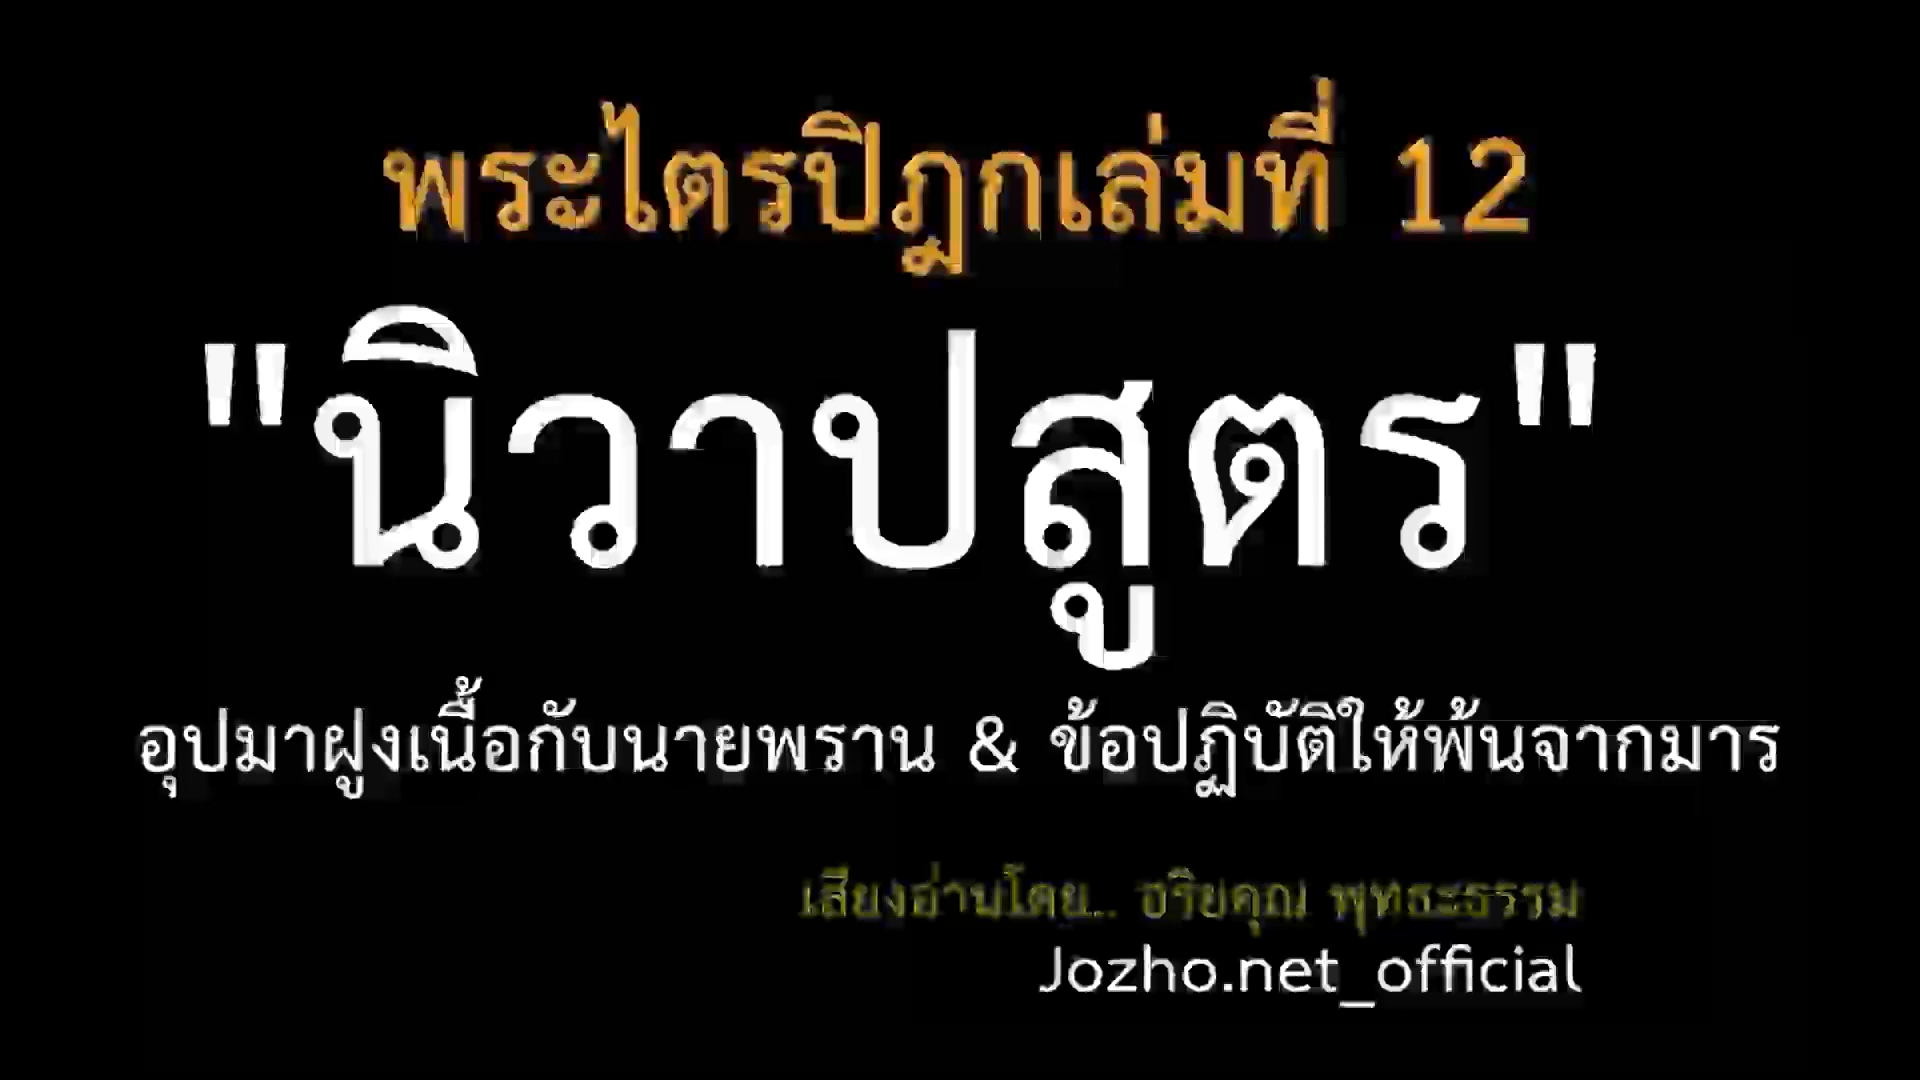 พระไตรปิฎกเล่มที่ 12
"นิวาปสูตร"
อุปมาฝูงเนื้อกับนายพราน & ข้อปฏิบัติให้พ้นจากมาร
เสียงอ่านโดย.. อริยคุณ พุทธะธรรม
Jozho.net_official